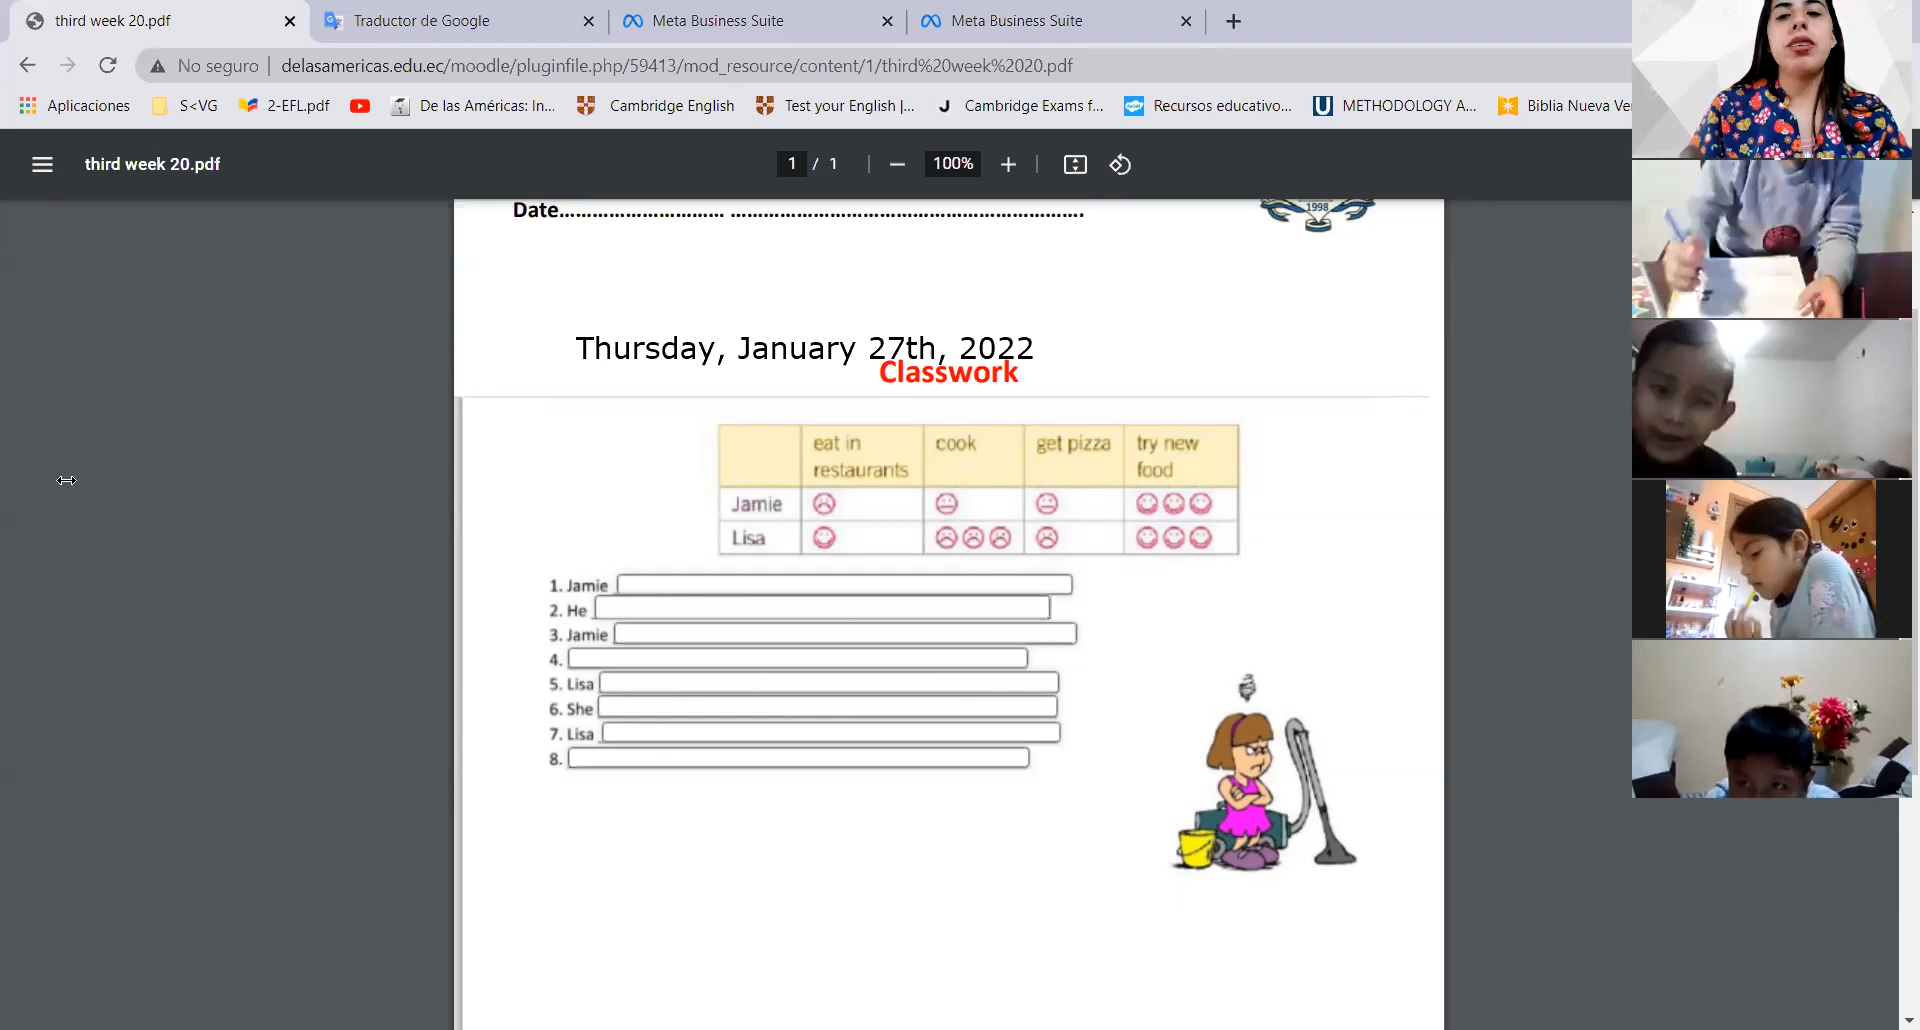 third week 20.pdf
Traductor de Google
Meta Business Suite
Meta Business Suite
No seguro
delasamericas.edu.ec/moodle/pluginfile.php/59413/mod_resource/content/1/third%20week%2020.pdf
Aplicaciones
S<VG
2-EFL.pdf
De las Américas: In...
Cambridge English
Test your English |...
Cambridge Exams f...
Recursos educativo...
METHODOLOGY A...
Biblia Nueva Ver
third week 20.pdf
1 / 1
100%
Date………………………… ……………………………………………………….
1998
Thursday, January 27th, 2022
Classwork
eat in restaurants cook get pizza try new food
Jamie
Lisa
1. Jamie
2. He
3. Jamie
4.
5. Lisa
6. She
7. Lisa
8.